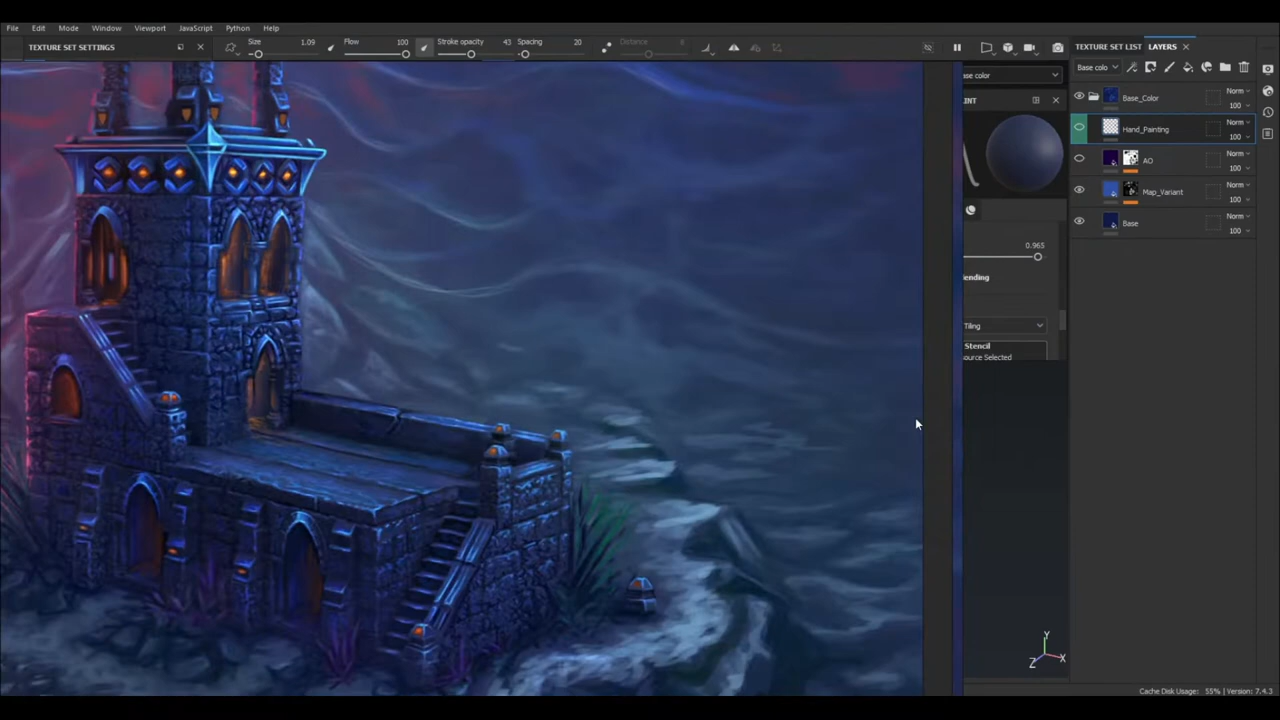 File Edit Mode Window Viewport JavaScript Python Help
TEXTURE SET SETTINGS
Size 1.09 Flow 100 Stroke opacity 43 Spacing 20 Distance 8
TEXTURE SET LIST LAYERS
ase color
Base colo
INT
Base_Color Norm 100
Hand_Painting Norm 100
AO Norm 100
Map_Variant Norm 100
Base Norm 100
0.965
ending
Tiling
Stencil
ource Selected
Y
Z X
Cache Disk Usage: 55% | Version: 7.4.3